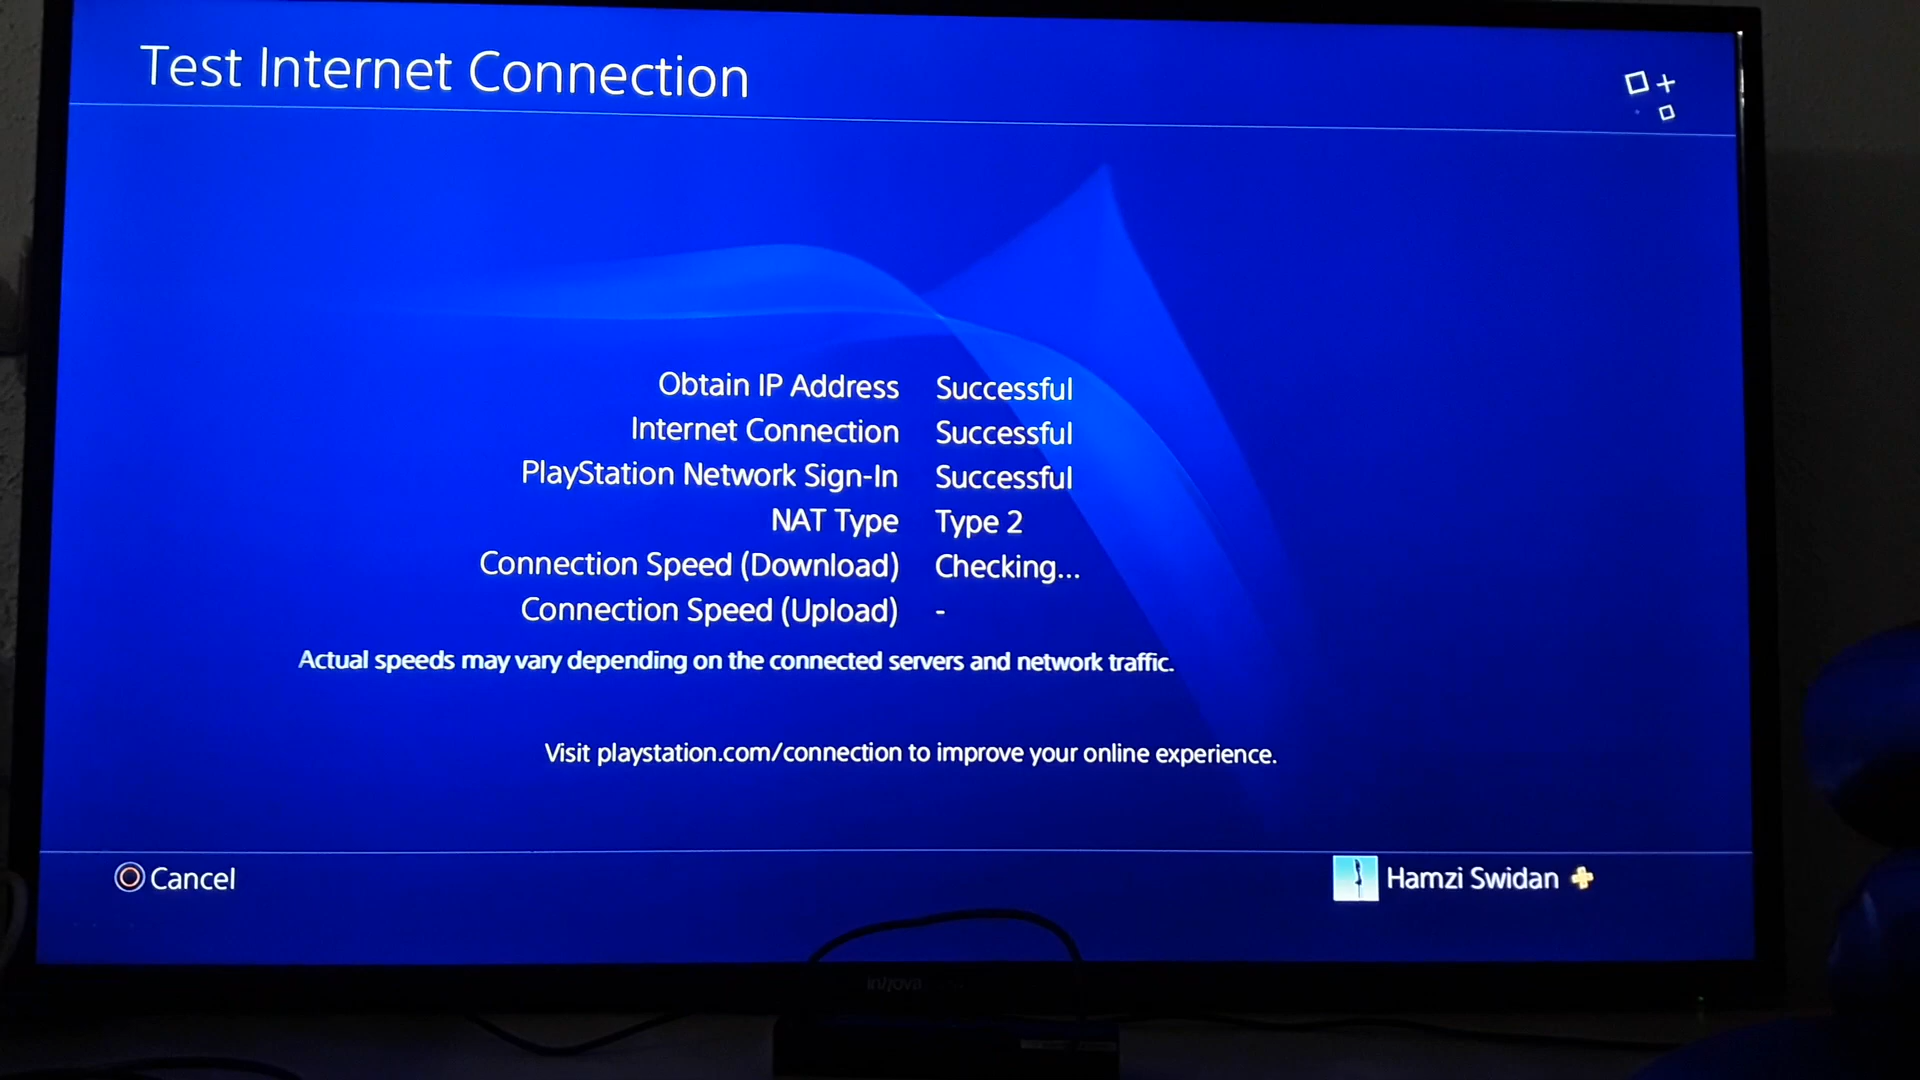 Test Internet Connection
Obtain IP Address Successful
Internet Connection Successful
PlayStation Network Sign-In Successful
NAT Type Type 2
Connection Speed (Download) Checking...
Connection Speed (Upload) -
Actual speeds may vary depending on the connected servers and network traffic.
Visit playstation.com/connection to improve your online experience.
Cancel
Hamzi Swidan
innova